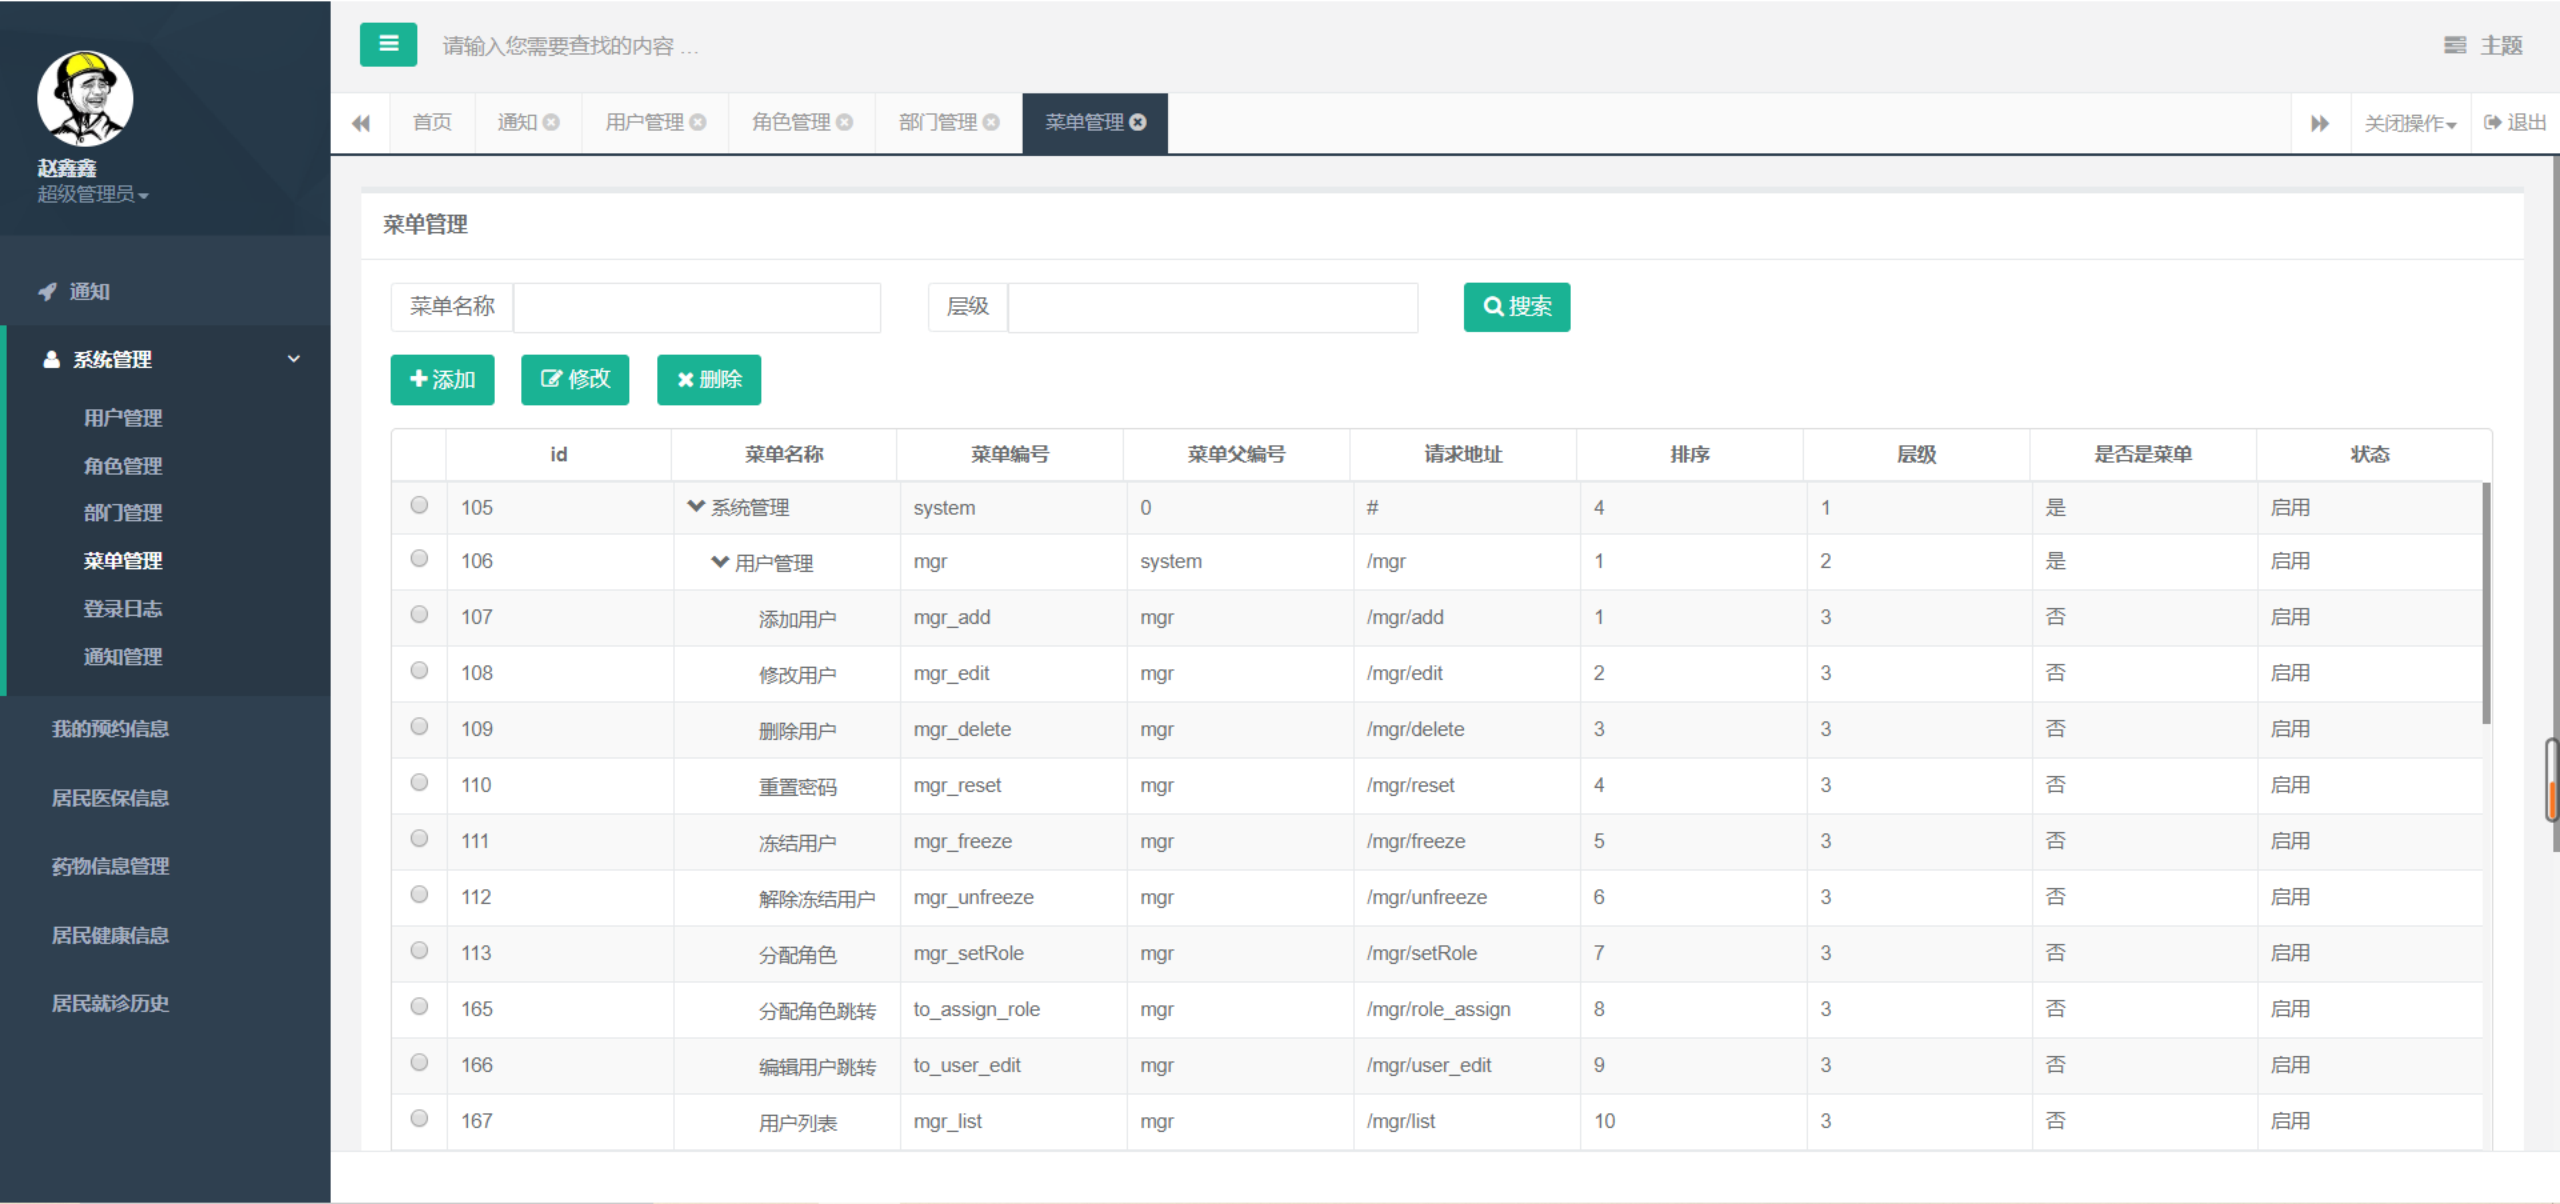 请输入您需要查找的内容 ...
主题
首页 通知 用户管理 角色管理 部门管理 菜单管理 关闭操作 退出
赵鑫鑫
超级管理员
通知
系统管理
用户管理
角色管理
部门管理
菜单管理
登录日志
通知管理
我的预约信息
居民医保信息
药物信息管理
居民健康信息
居民就诊历史
菜单管理
菜单名称 层级 搜索
添加 修改 删除
id 菜单名称 菜单编号 菜单父编号 请求地址 排序 层级 是否是菜单 状态
105 系统管理 system 0 # 4 1 是 启用
106 用户管理 mgr system /mgr 1 2 是 启用
107 添加用户 mgr_add mgr /mgr/add 1 3 否 启用
108 修改用户 mgr_edit mgr /mgr/edit 2 3 否 启用
109 删除用户 mgr_delete mgr /mgr/delete 3 3 否 启用
110 重置密码 mgr_reset mgr /mgr/reset 4 3 否 启用
111 冻结用户 mgr_freeze mgr /mgr/freeze 5 3 否 启用
112 解除冻结用户 mgr_unfreeze mgr /mgr/unfreeze 6 3 否 启用
113 分配角色 mgr_setRole mgr /mgr/setRole 7 3 否 启用
165 分配角色跳转 to_assign_role mgr /mgr/role_assign 8 3 否 启用
166 编辑用户跳转 to_user_edit mgr /mgr/user_edit 9 3 否 启用
167 用户列表 mgr_list mgr /mgr/list 10 3 否 启用